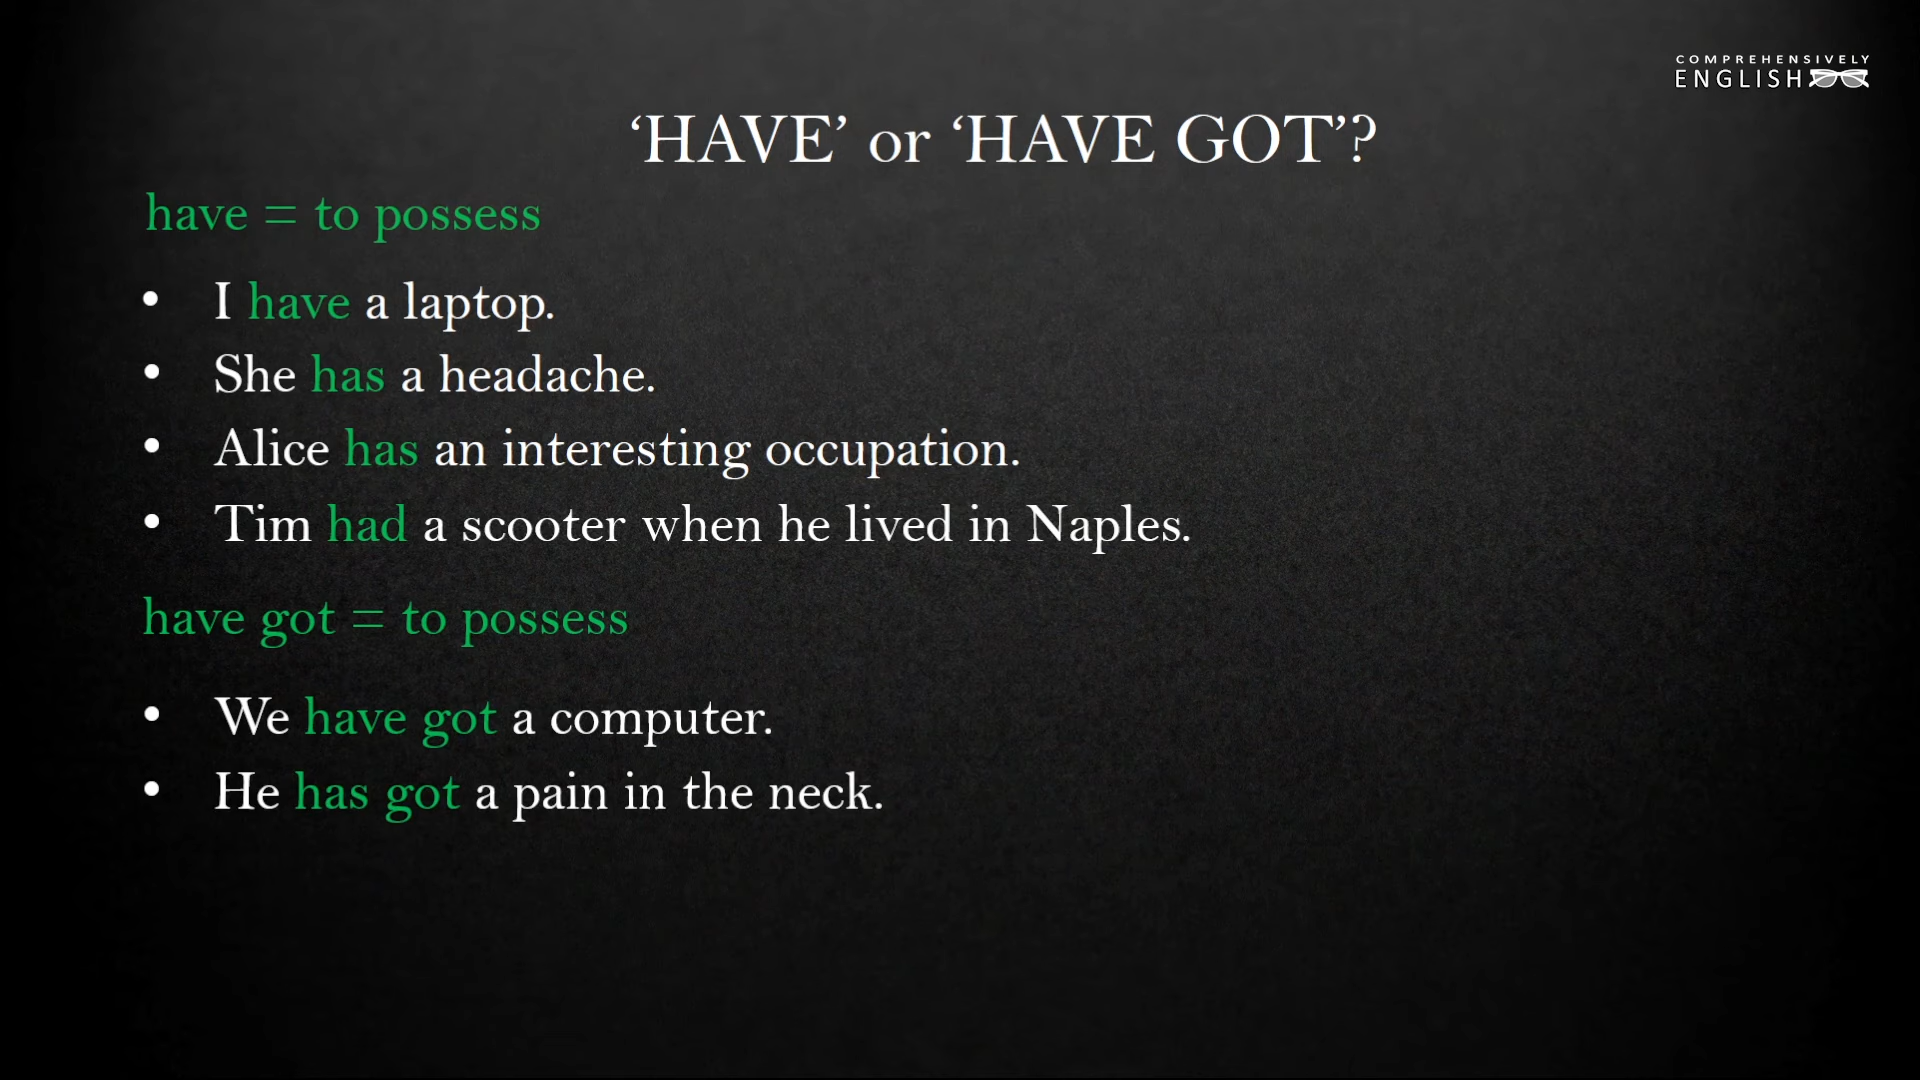 COMPREHENSIVELY
ENGLISH
‘HAVE’ or ‘HAVE GOT’?
have = to possess
• I have a laptop.
• She has a headache.
• Alice has an interesting occupation.
• Tim had a scooter when he lived in Naples.
have got = to possess
• We have got a computer.
• He has got a pain in the neck.